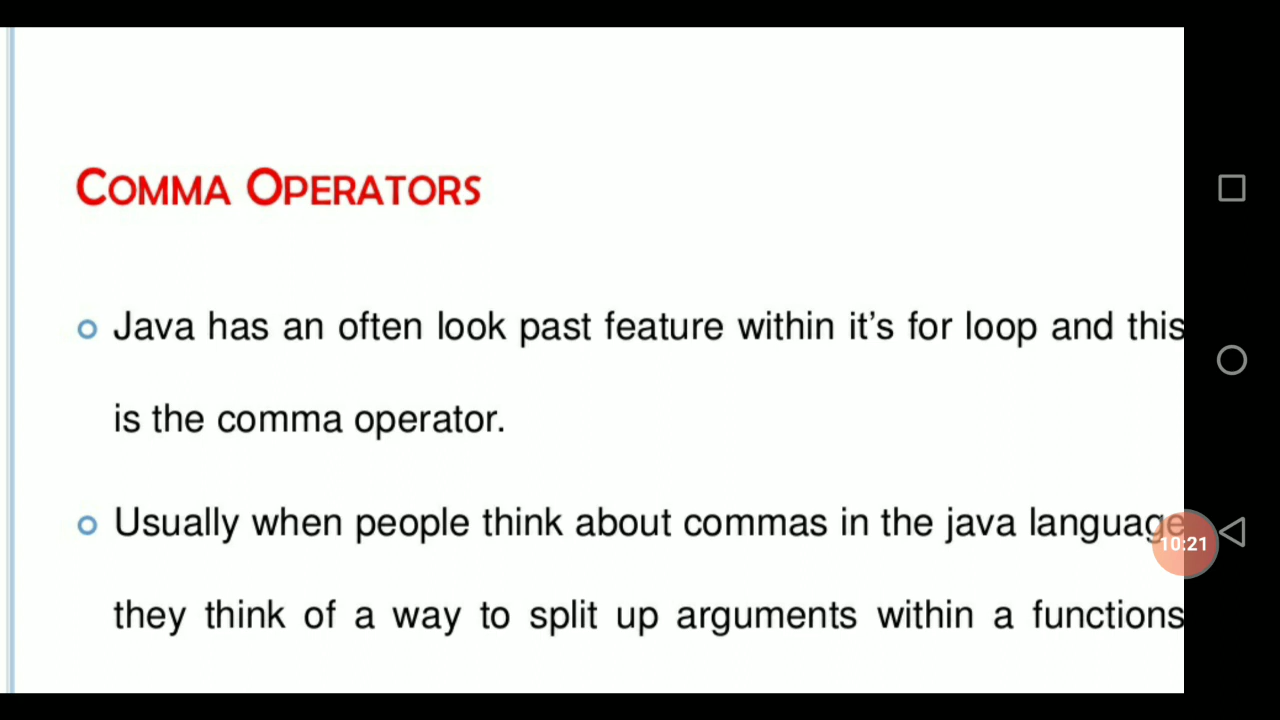 COMMA OPERATORS
Java has an often look past feature within it's for loop and this
is the comma operator.
Usually when people think about commas in the java language
10:21
they think of a way to split up arguments within a functions